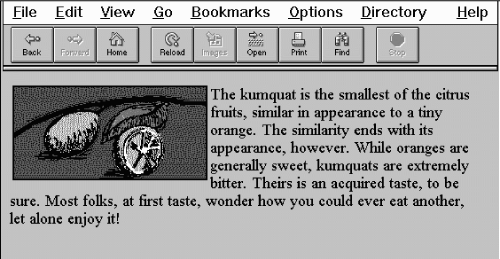 File Edit View Go Bookmarks Options Directory Help
Back Forward Home Reload Images Open Print Find Stop
The kumquat is the smallest of the citrus
fruits, similar in appearance to a tiny
orange. The similarity ends with its
appearance, however. While oranges are
generally sweet, kumquats are extremely
bitter. Theirs is an acquired taste, to be
sure. Most folks, at first taste, wonder how you could ever eat another,
let alone enjoy it!